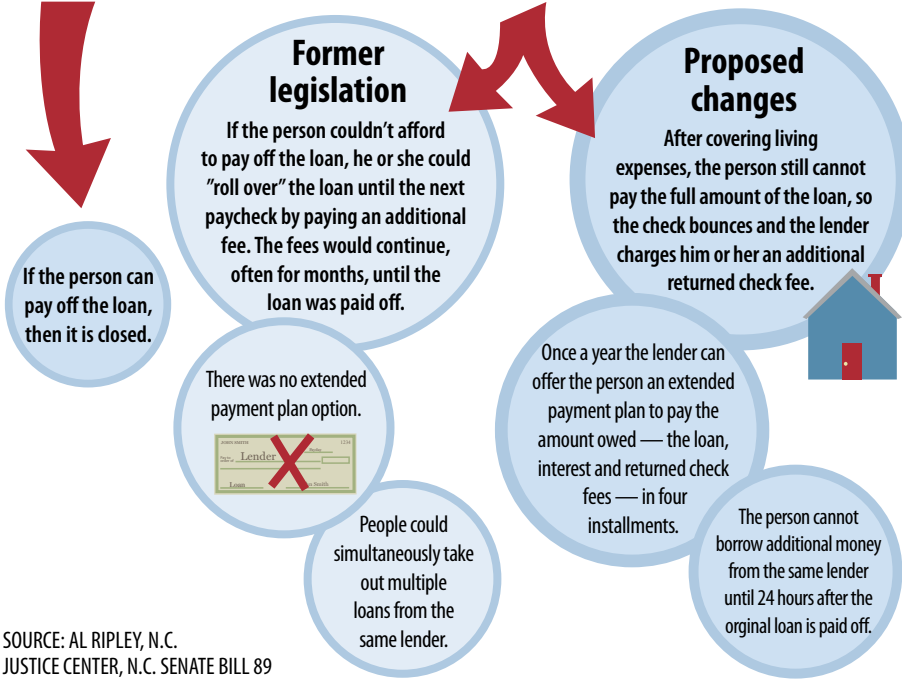 If the person can
pay off the loan,
then it is closed.
Former
legislation
If the person couldn’t afford
to pay off the loan, he or she could
”roll over” the loan until the next
paycheck by paying an additional
fee. The fees would continue,
often for months, until the
loan was paid off.
There was no extended
payment plan option.
JOHN SMITH
1234
Pay to
order of
Lender
Loan
Smith
People could
simultaneously take
out multiple
loans from the
same lender.
Proposed
changes
After covering living
expenses, the person still cannot
pay the full amount of the loan, so
the check bounces and the lender
charges him or her an additional
returned check fee.
Once a year the lender can
offer the person an extended
payment plan to pay the
amount owed — the loan,
interest and returned check
fees — in four
installments.
The person cannot
borrow additional money
from the same lender
until 24 hours after the
orginal loan is paid off.
SOURCE: AL RIPLEY, N.C.
JUSTICE CENTER, N.C. SENATE BILL 89